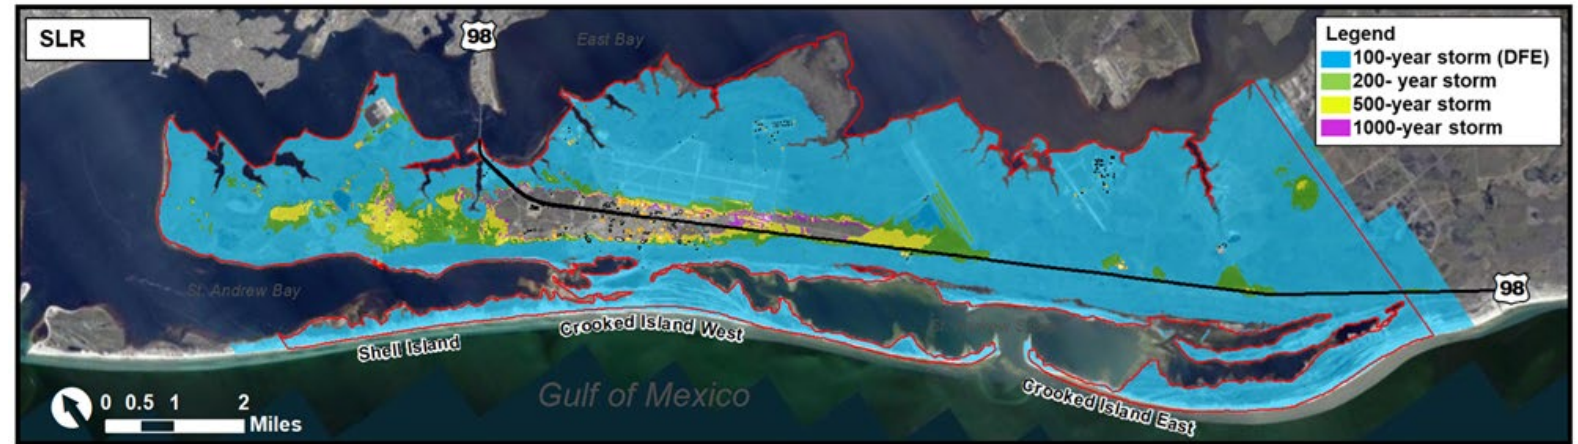 SLR
98
East Bay
Legend
100-year storm (DFE)
200- year storm
500-year storm
1000-year storm
St. Andrew Bay
98
Shell Island
Crooked Island West
Crooked Island East
Gulf of Mexico
0 0.5 1 2
Miles